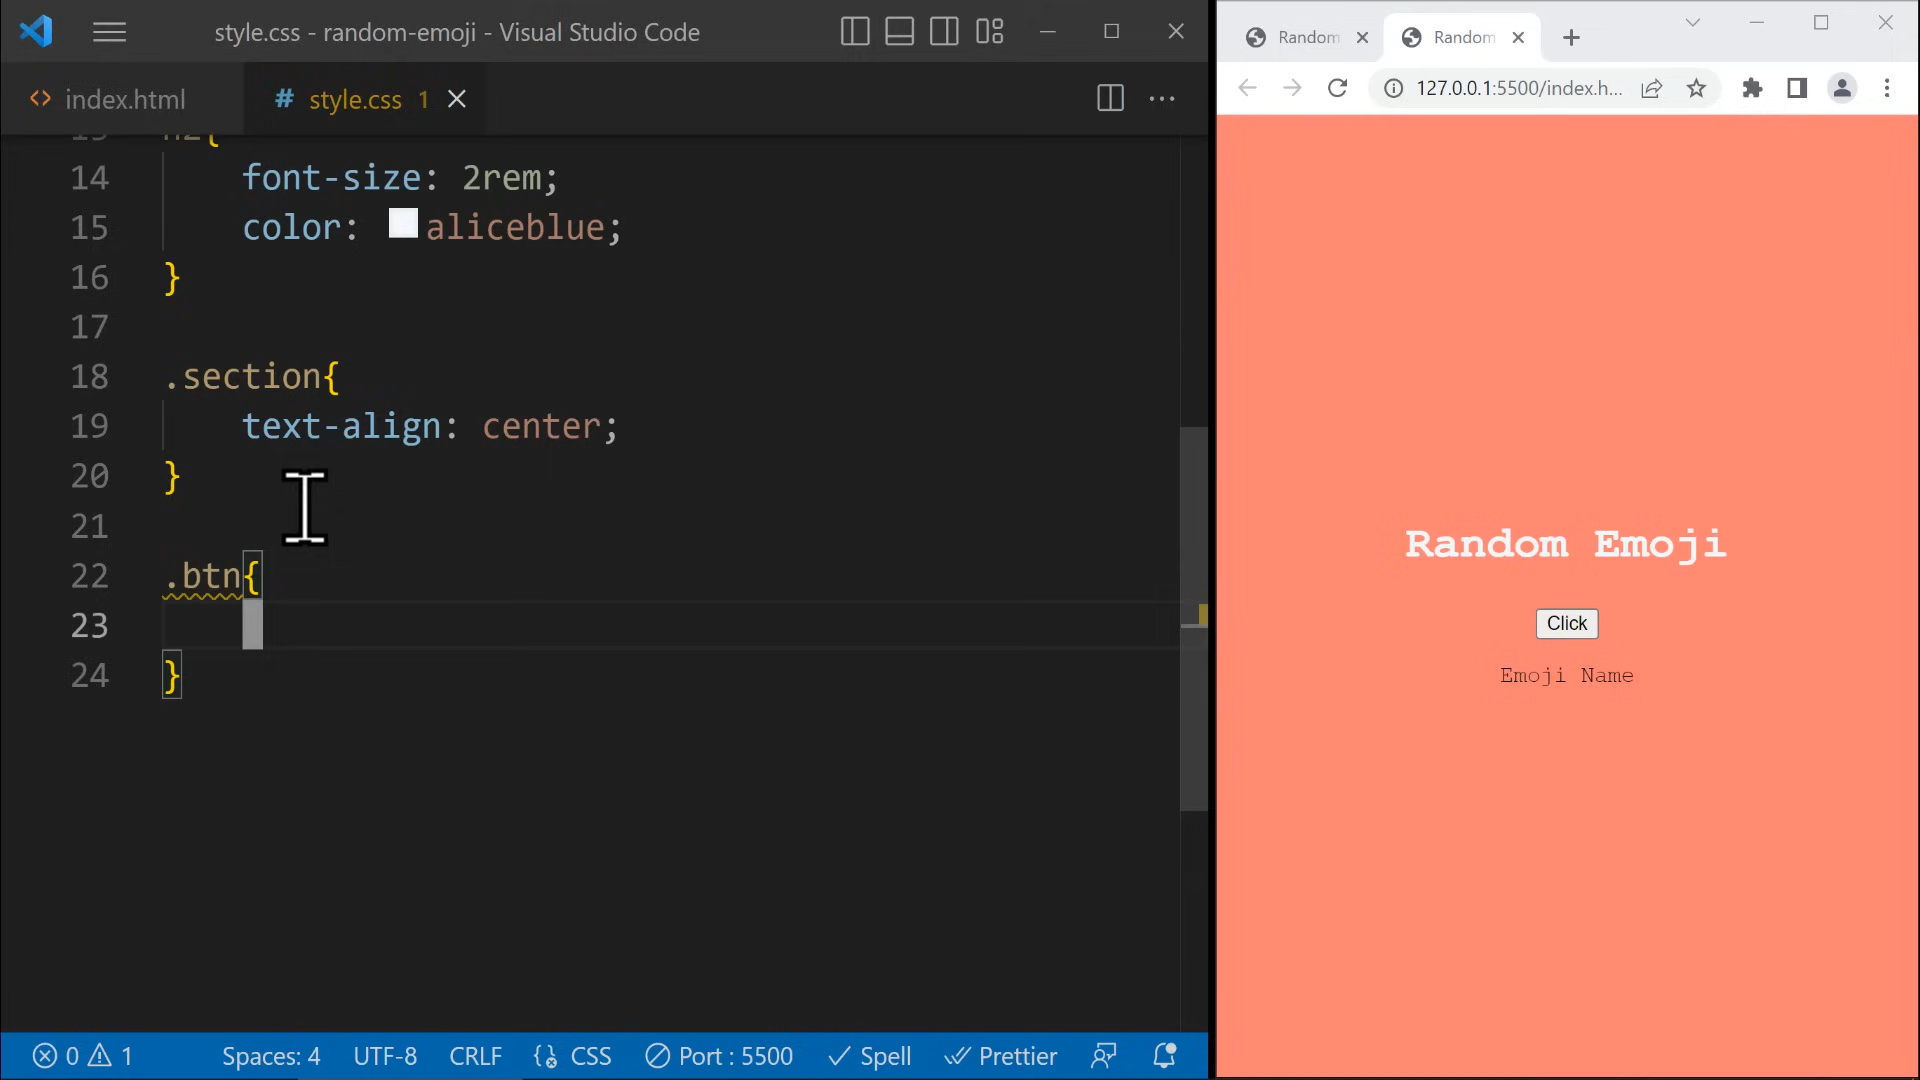 style.css - random-emoji - Visual Studio Code
index.html
# style.css 1
14 font-size: 2rem;
15 color: aliceblue;
16 }
17
18 .section{
19 text-align: center;
20 }
21
22 .btn{
23
24 }
0 1 Spaces: 4 UTF-8 CRLF CSS Port : 5500 Spell Prettier
Random Random
127.0.0.1:5500/index.h...
Random Emoji
Click
Emoji Name